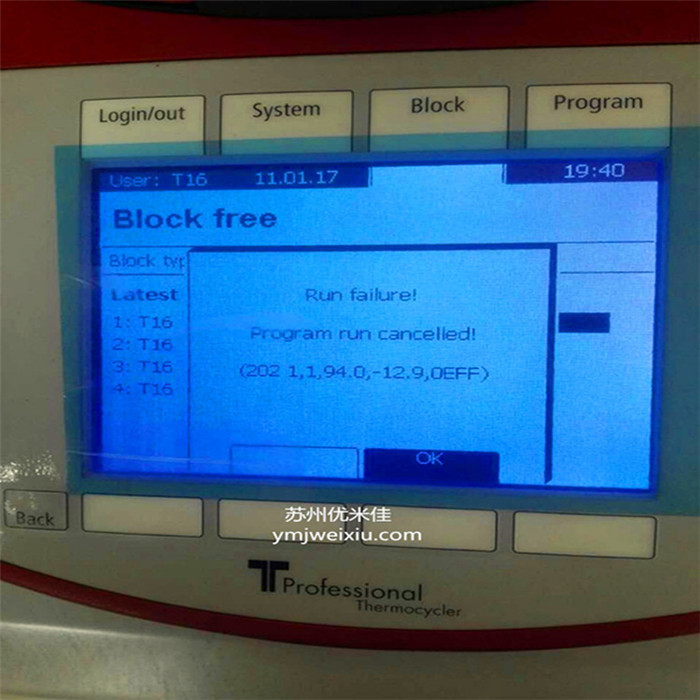 Login/out System Block Program
User: T16 11.01.17 19:40
Block free
Block typ
Latest
Run failure!
1: T16
Program run cancelled!
2: T16
3: T16
(202 1,1,94.0,-12.9,0EFF)
4: T16
OK
苏州优米佳
Back
ymjweixiu.com
TProfessional
Thermocycler